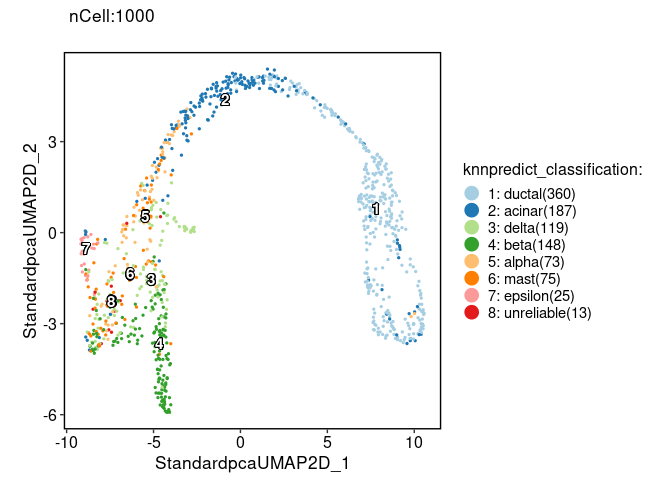 nCell:1000
StandardpcaUMAP2D_2
3
0
-3
-6
2
1
5
7
6
3
8
4
-10
-5
0
5
10
StandardpcaUMAP2D_1
knnpredict_classification:
1: ductal(360)
2: acinar(187)
3: delta(119)
4: beta(148)
5: alpha(73)
6: mast(75)
7: epsilon(25)
8: unreliable(13)